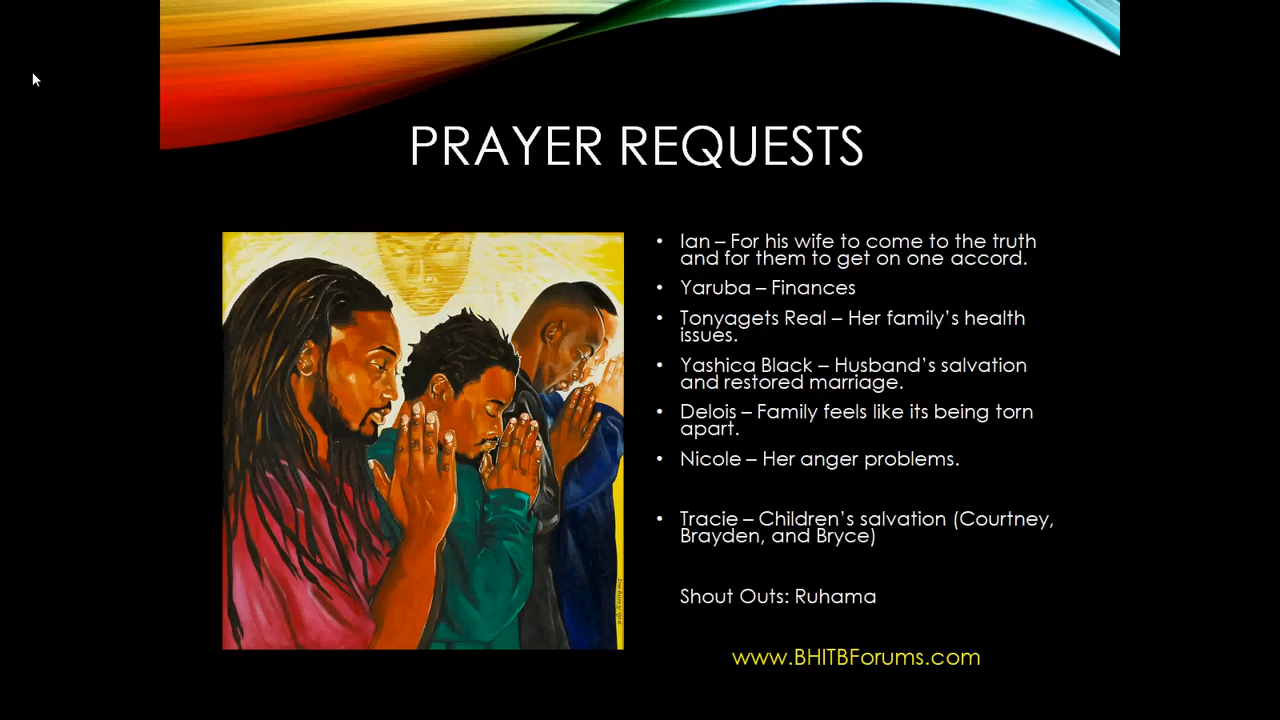 PRAYER REQUESTS
• Ian – For his wife to come to the truth
and for them to get on one accord.
• Yaruba – Finances
• Tonyagets Real – Her family's health
issues.
• Yashica Black – Husband's salvation
and restored marriage.
• Delois – Family feels like its being torn
apart.
• Nicole – Her anger problems.
• Tracie – Children's salvation (Courtney,
Brayden, and Bryce)
Shout Outs: Ruhama
www.BHITBForums.com